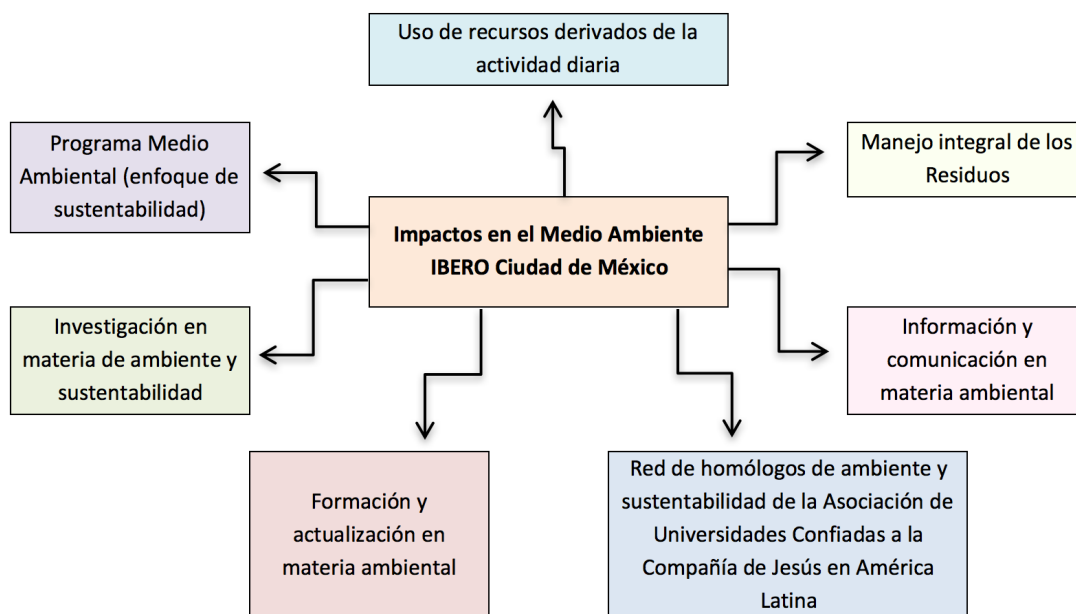 Uso de recursos derivados de la
actividad diaria
Programa Medio
Ambiental (enfoque de
sustentabilidad)
Manejo integral de los
Residuos
Impactos en el Medio Ambiente
IBERO Ciudad de México
Investigación en
materia de ambiente y
sustentabilidad
Información y
comunicación en
materia ambiental
Formación y
actualización en
materia ambiental
Red de homólogos de ambiente y
sustentabilidad de la Asociación de
Universidades Confiadas a la
Compañía de Jesús en América
Latina